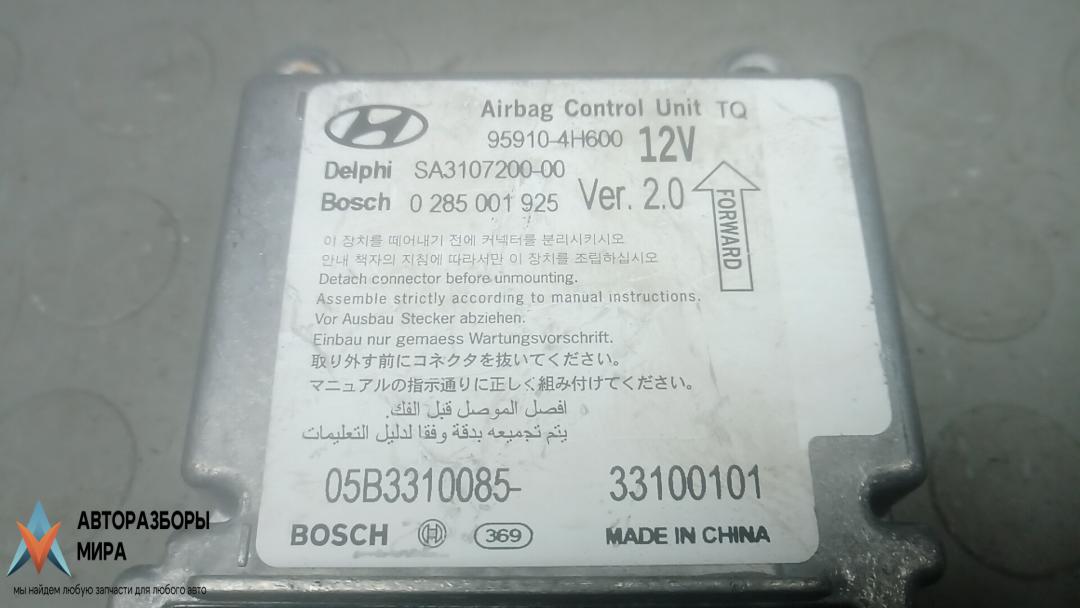 Airbag Control Unit TQ
95910-4H600 12V
Delphi SA3107200-00
Bosch 0 285 001 925 Ver. 2.0
FORWARD
이 장치를 떼어내기 전에 커넥터를 분리시키시오
안내 책자의 지침에 따라서만 이 장치를 조립하십시오
Detach connector before unmounting.
Assemble strictly according to manual instructions.
Vor Ausbau Stecker abziehen.
Einbau nur gemaess Wartungsvorschrift.
取り外す前にコネクタを抜いてください。
マニュアルの指示通りに正しく組み付けてください。
افصل الموصل قبل الفك.
يتم تجميعه بدقة وفقا لدليل التعليمات
05B3310085- 33100101
BOSCH 369 MADE IN CHINA
АВТОРАЗБОРЫ
МИРА
мы найдем любую запчасти для любого авто